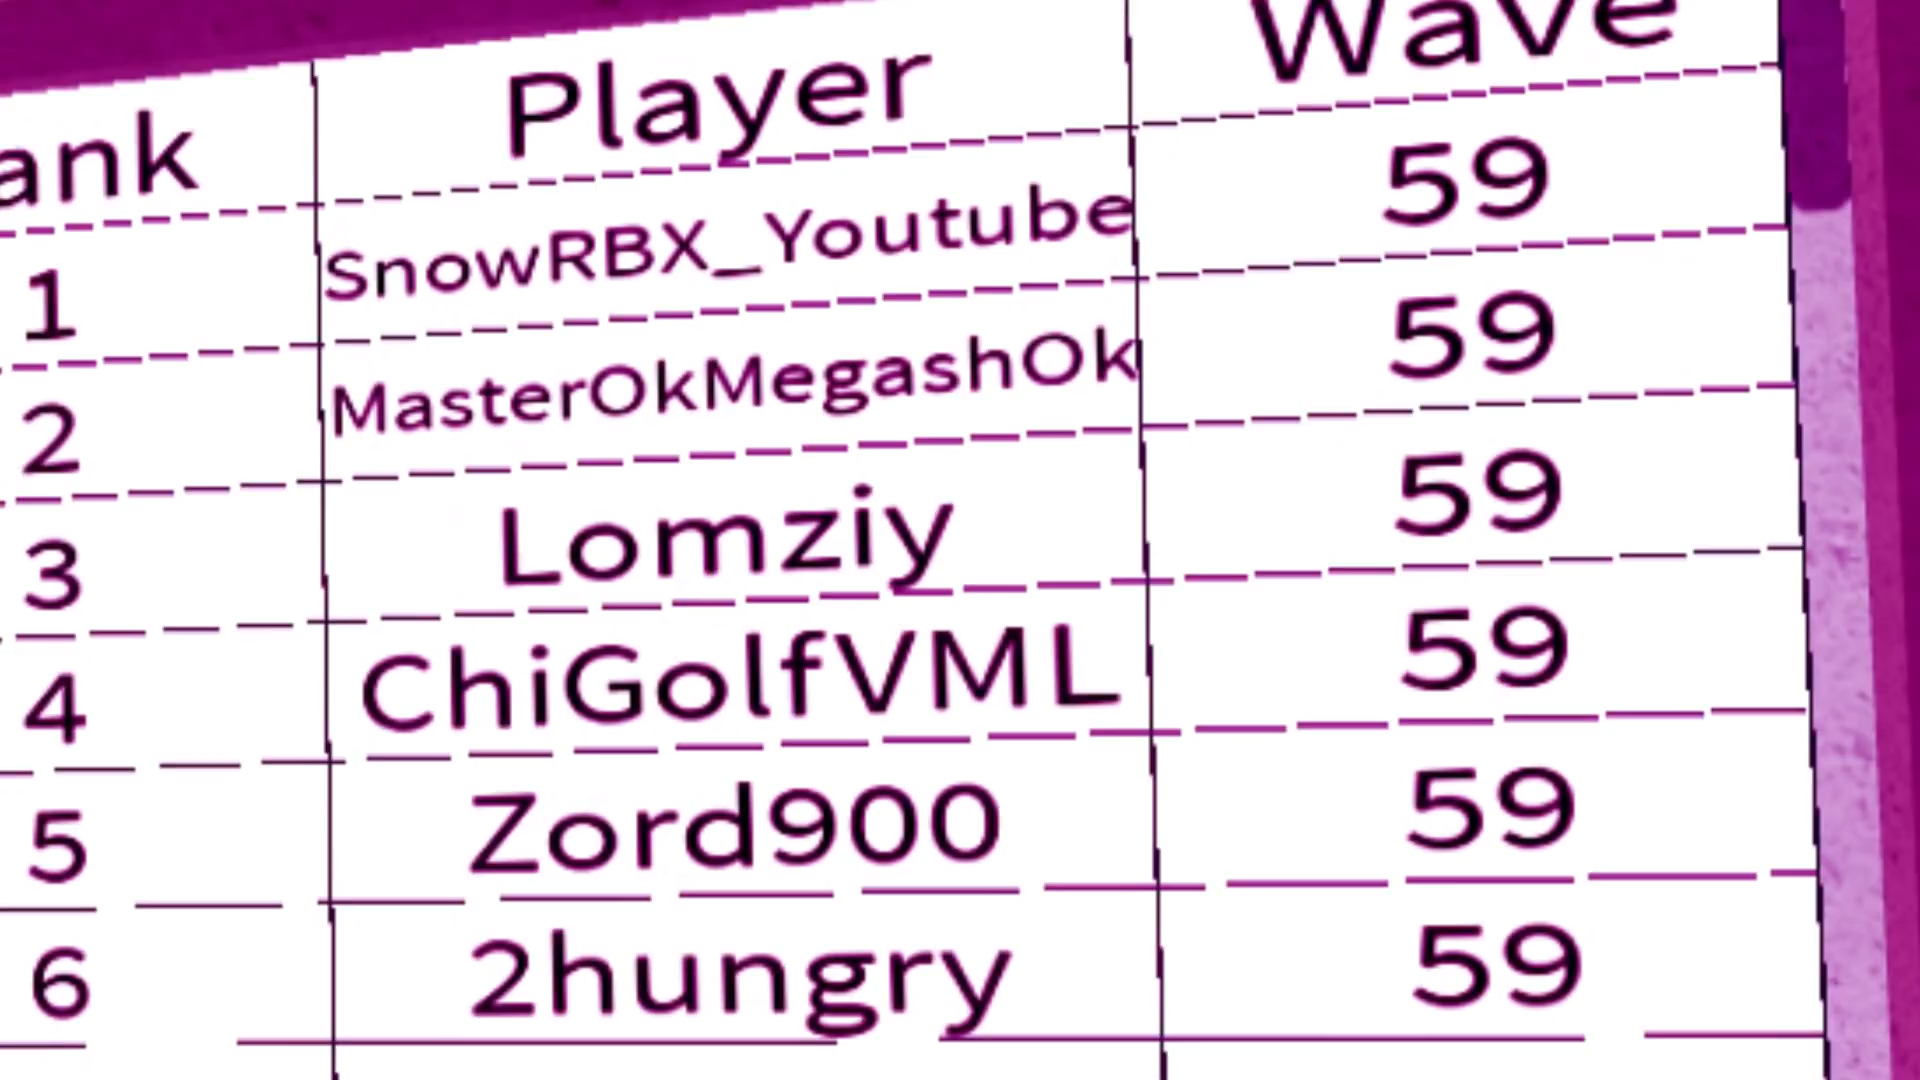 ank Player Wave
1 SnowRBX_Youtube 59
2 MasterOkMegashOk 59
3 Lomziy 59
4 ChiGolfVML 59
5 Zord900 59
6 2hungry 59